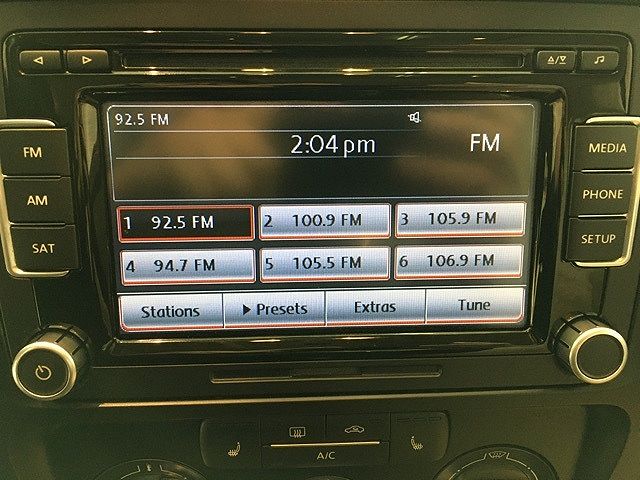 92.5 FM
2:04 pm FM
FM
AM
SAT
MEDIA
PHONE
SETUP
1 92.5 FM 2 100.9 FM 3 105.9 FM
4 94.7 FM 5 105.5 FM 6 106.9 FM
Stations Presets Extras Tune
A/C